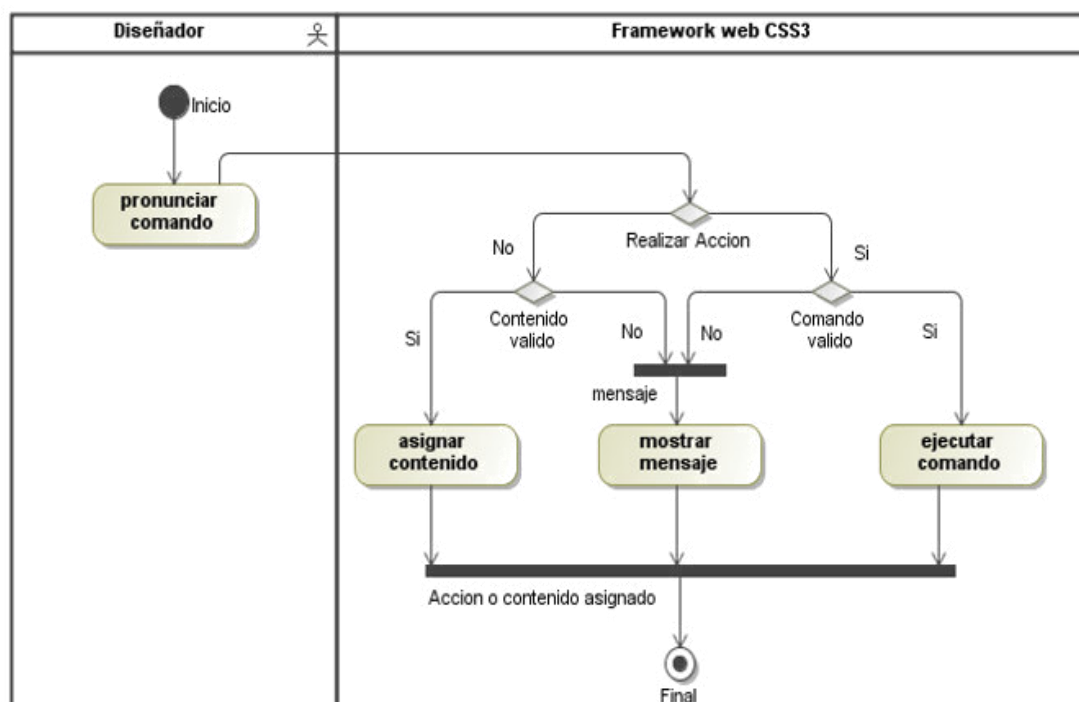 Diseñador
Framework web CSS3
Inicio
pronunciar
comando
Realizar Accion
No
Si
Contenido
valido
Comando
valido
Si
No
No
Si
mensaje
asignar
contenido
mostrar
mensaje
ejecutar
comando
Accion o contenido asignado
Final